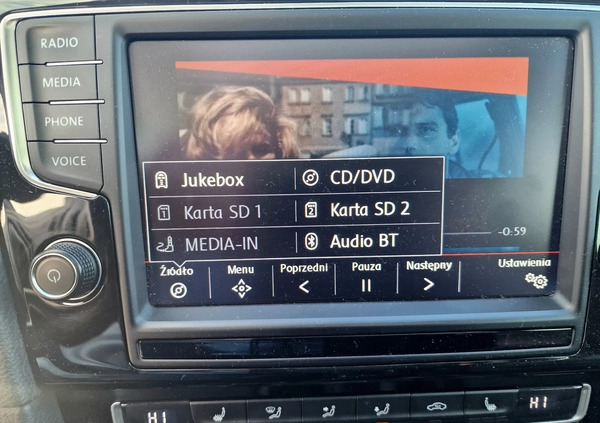 RADIO
MEDIA
PHONE
VOICE
Jukebox
CD/DVD
Karta SD 1
Karta SD 2
MEDIA-IN
Audio BT
-0:59
Źródło
Menu
Poprzedni
Pauza
Następny
Ustawienia
HI
HI